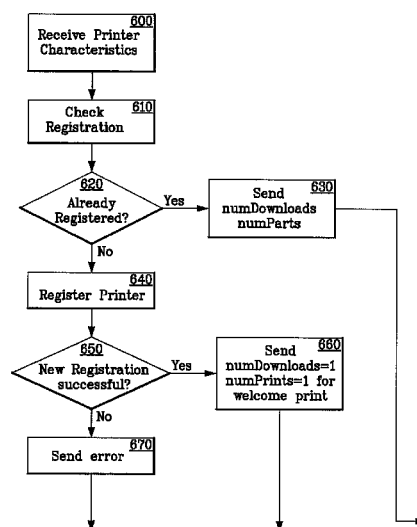 600
Receive Printer
Characteristics
610
Check
Registration
620
Already
Registered?
Yes
630
Send
numDownloads
numParts
No
640
Register Printer
650
New Registration
successful?
Yes
660
Send
numDownloads=1
numPrints=1 for
welcome print
No
670
Send error